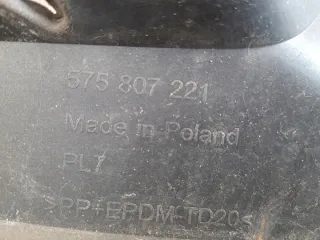 575 807 221
Made in Poland
PL7
>PP+EPDM-TD20<